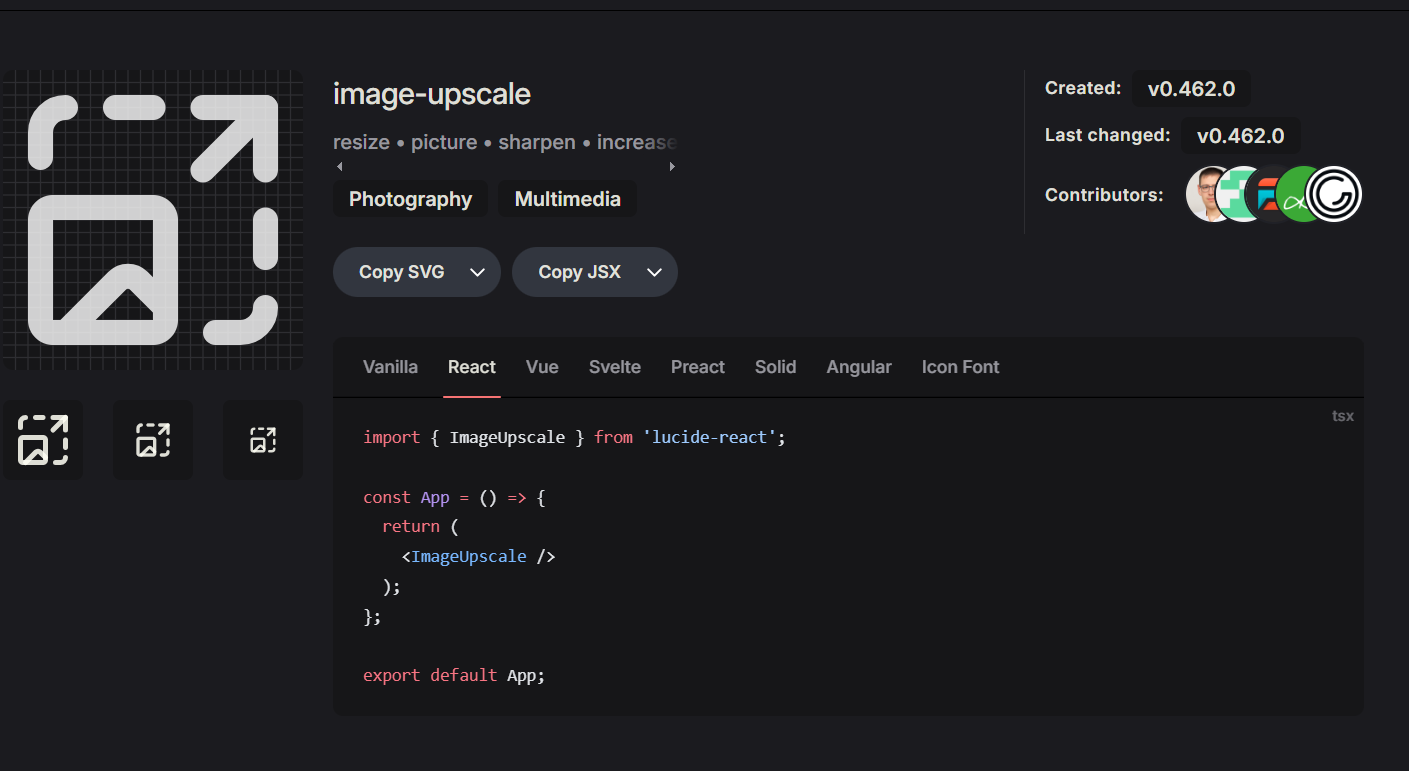 image-upscale
resize • picture • sharpen • increase
Photography Multimedia
Copy SVG Copy JSX
Created: v0.462.0
Last changed: v0.462.0
Contributors:
Vanilla React Vue Svelte Preact Solid Angular Icon Font
tsx
import { ImageUpscale } from 'lucide-react';
const App = () => {
  return (
    <ImageUpscale />
  );
};
export default App;